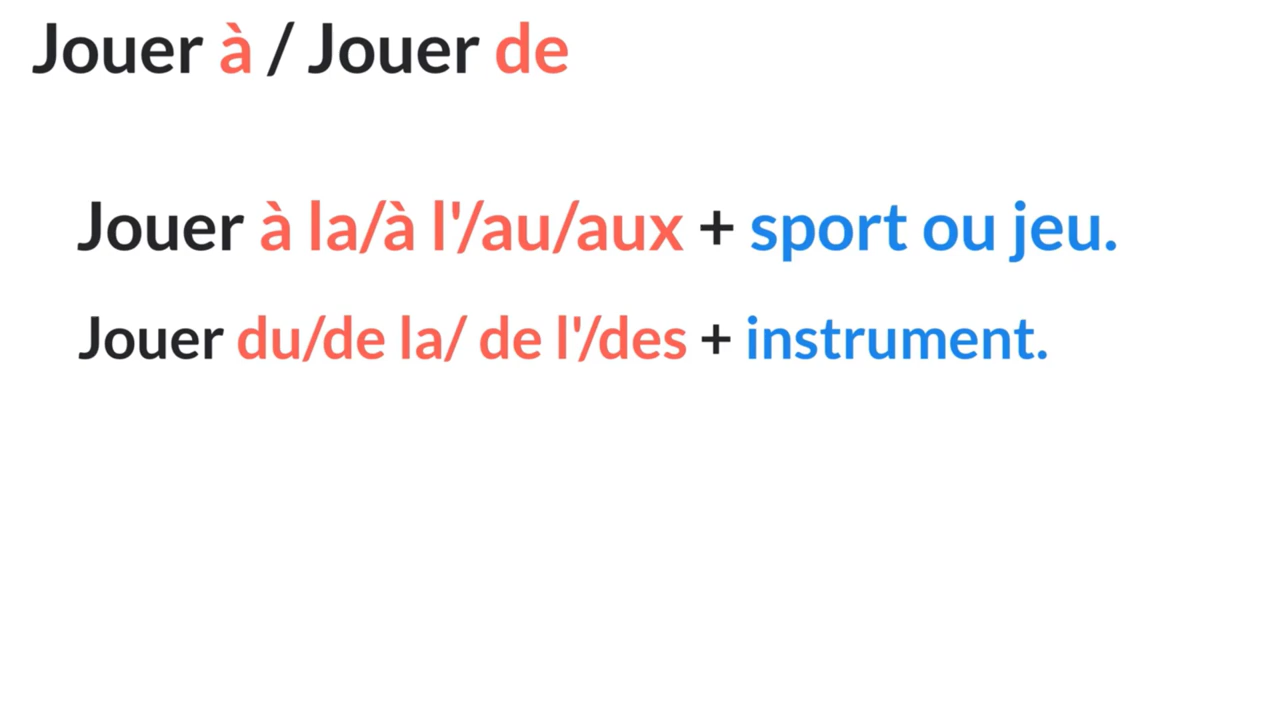 Jouer à / Jouer de
Jouer à la/à l'/au/aux + sport ou jeu.
Jouer du/de la/ de l'/des + instrument.